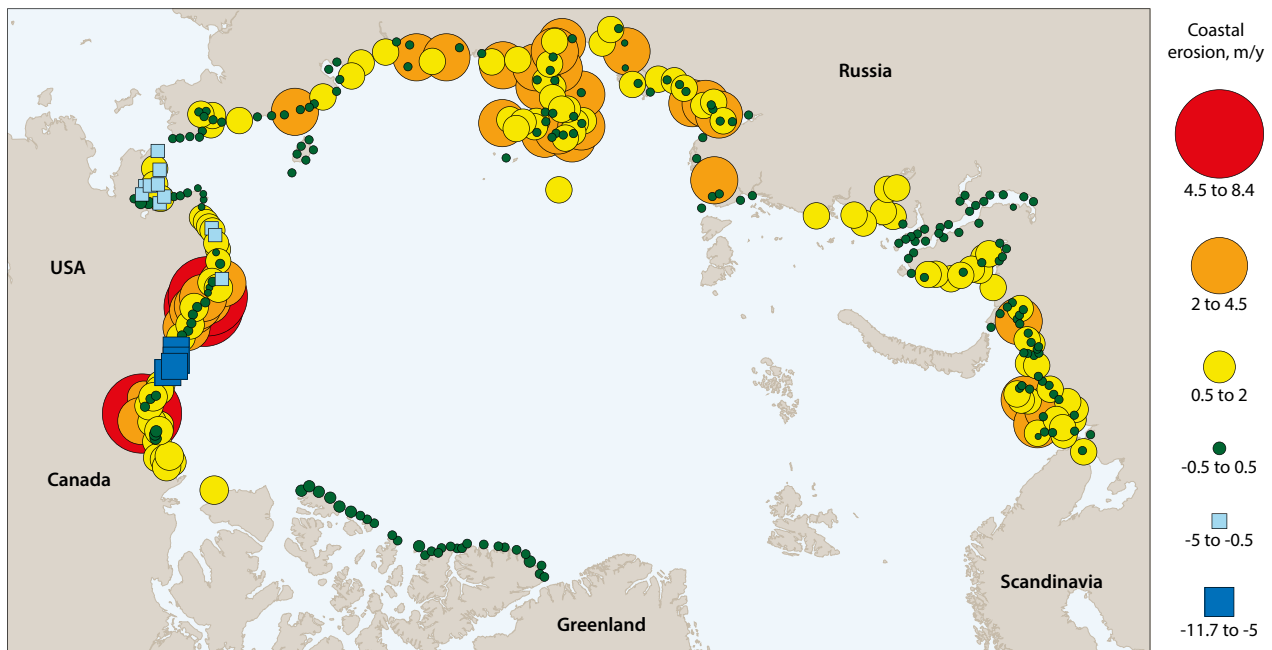 Coastal
erosion, m/y
Russia
4.5 to 8.4
USA
2 to 4.5
0.5 to 2
-0.5 to 0.5
Canada
-5 to -0.5
Scandinavia
Greenland
-11.7 to -5